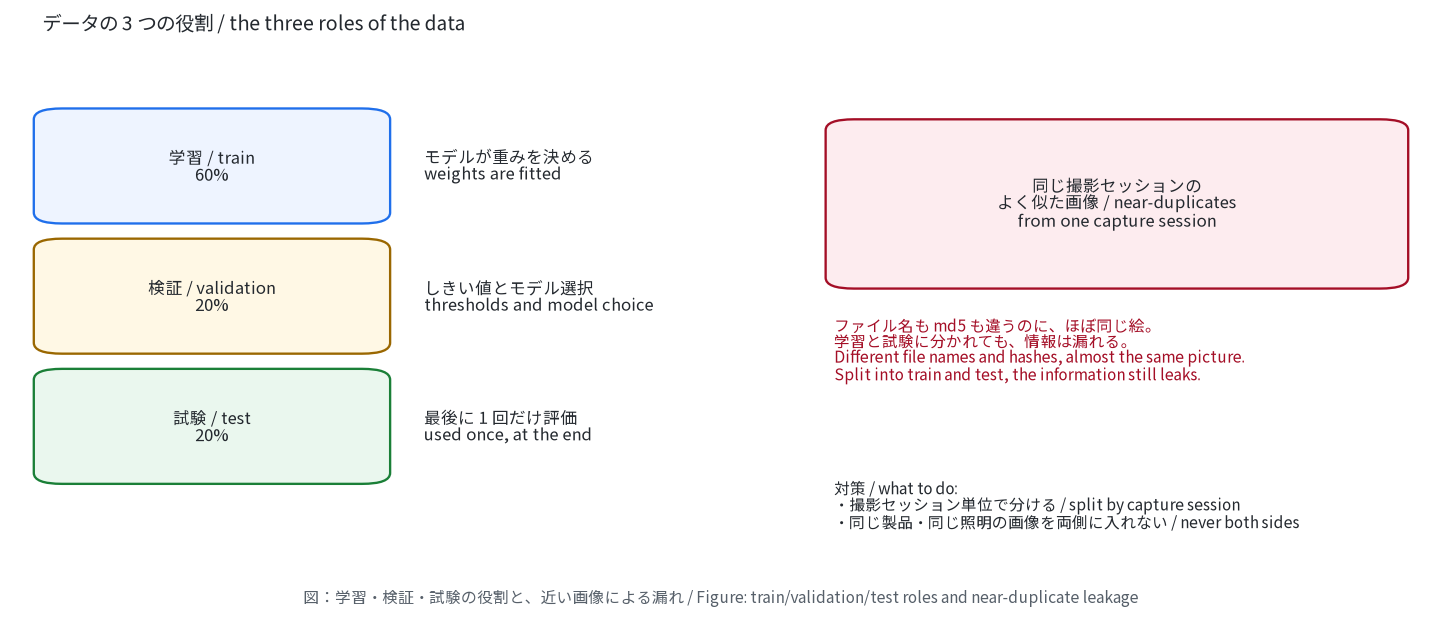 データの 3 つの役割 / the three roles of the data
学習 / train
60%
モデルが重みを決める
weights are fitted
検証 / validation
20%
しきい値とモデル選択
thresholds and model choice
試験 / test
20%
最後に 1 回だけ評価
used once, at the end
同じ撮影セッションの
よく似た画像 / near-duplicates
from one capture session
ファイル名も md5 も違うのに、ほぼ同じ絵。
学習と試験に分かれても、情報は漏れる。
Different file names and hashes, almost the same picture.
Split into train and test, the information still leaks.
対策 / what to do:
・撮影セッション単位で分ける / split by capture session
・同じ製品・同じ照明の画像を両側に入れない / never both sides
図：学習・検証・試験の役割と、近い画像による漏れ / Figure: train/validation/test roles and near-duplicate leakage